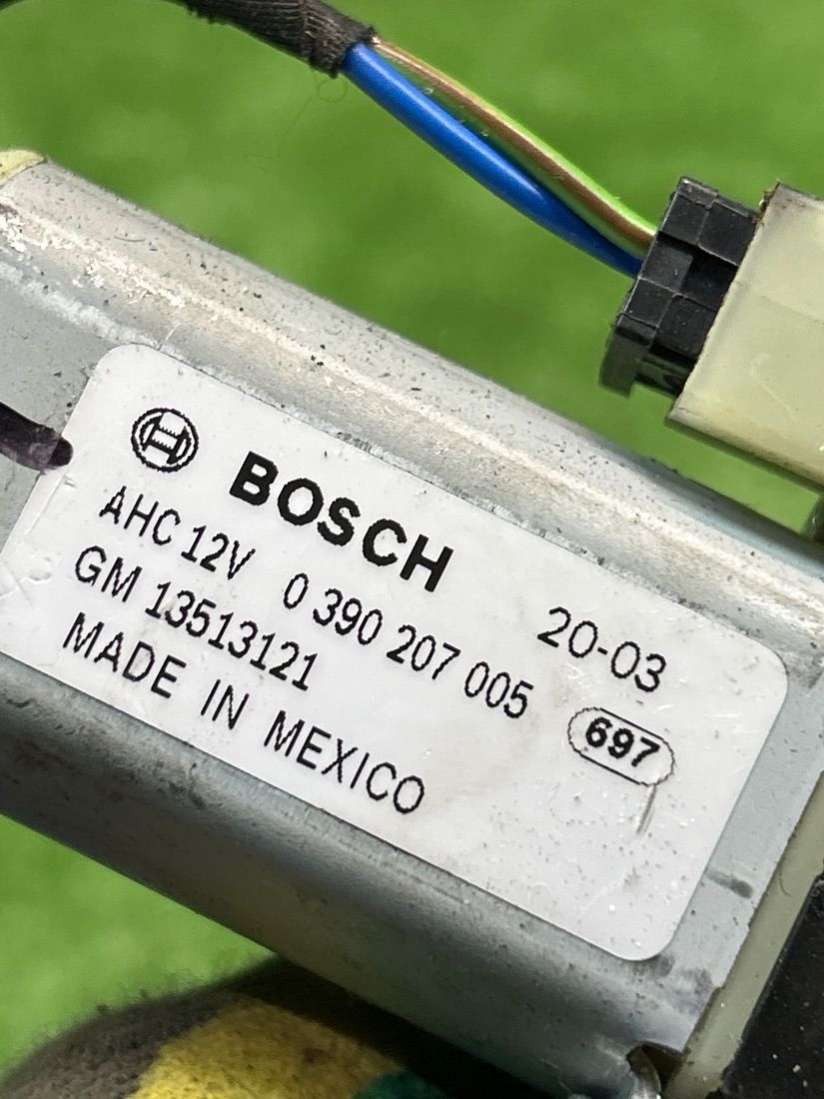 BOSCH
AHC 12V 0 390 207 005
20-03
GM 13513121
697
MADE IN MEXICO